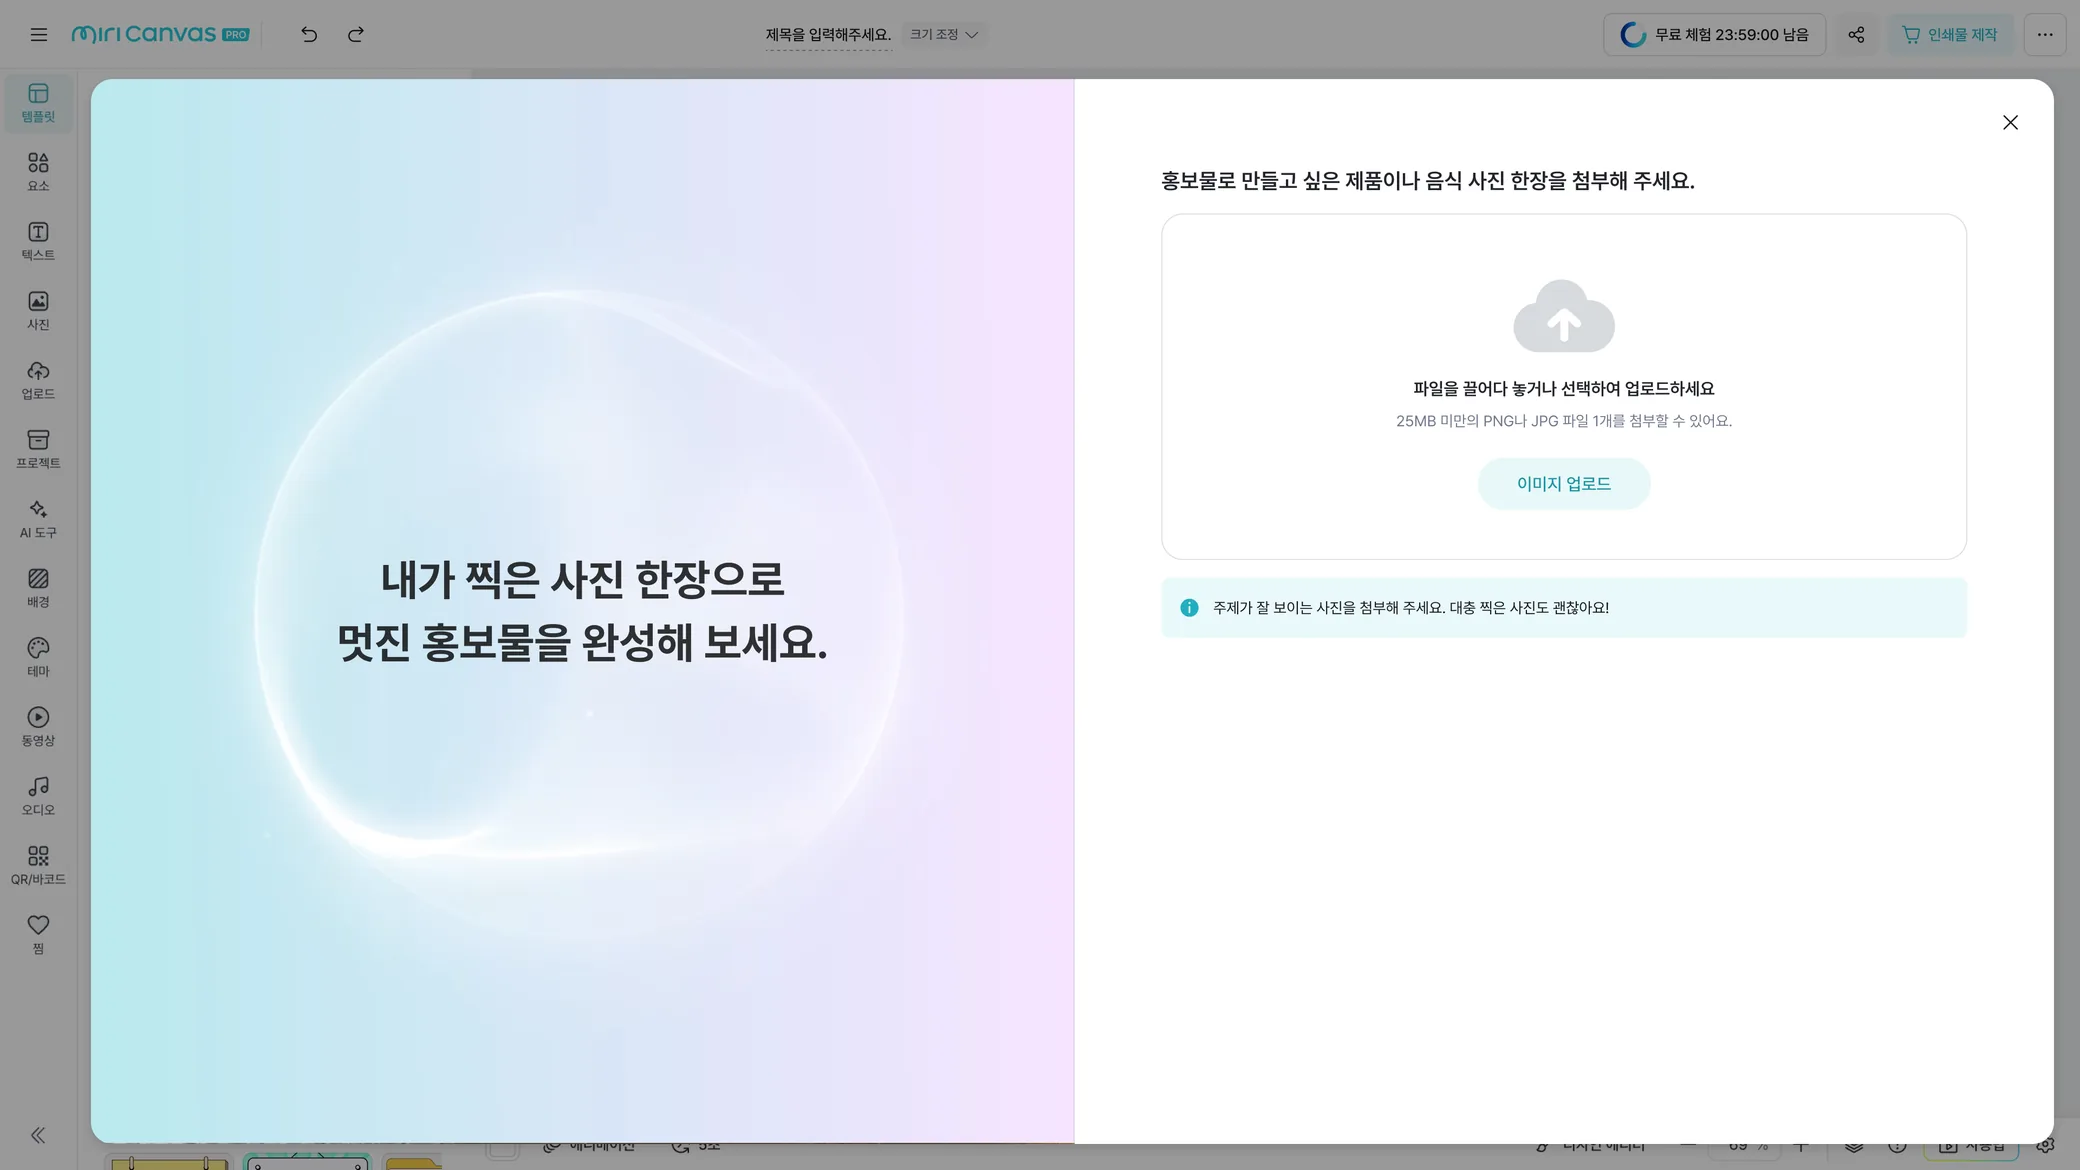 miri canvas PRO
제목을 입력해주세요.
크기 조정
무료 체험 23:59:00 남음
인쇄물 제작
템플릿
요소
텍스트
사진
업로드
프로젝트
AI 도구
배경
테마
동영상
오디오
QR/바코드
찜
내가 찍은 사진 한장으로
멋진 홍보물을 완성해 보세요.
홍보물로 만들고 싶은 제품이나 음식 사진 한장을 첨부해 주세요.
파일을 끌어다 놓거나 선택하여 업로드하세요
25MB 미만의 PNG나 JPG 파일 1개를 첨부할 수 있어요.
이미지 업로드
주제가 잘 보이는 사진을 첨부해 주세요. 대충 찍은 사진도 괜찮아요!
애니메이션
5초
69 %